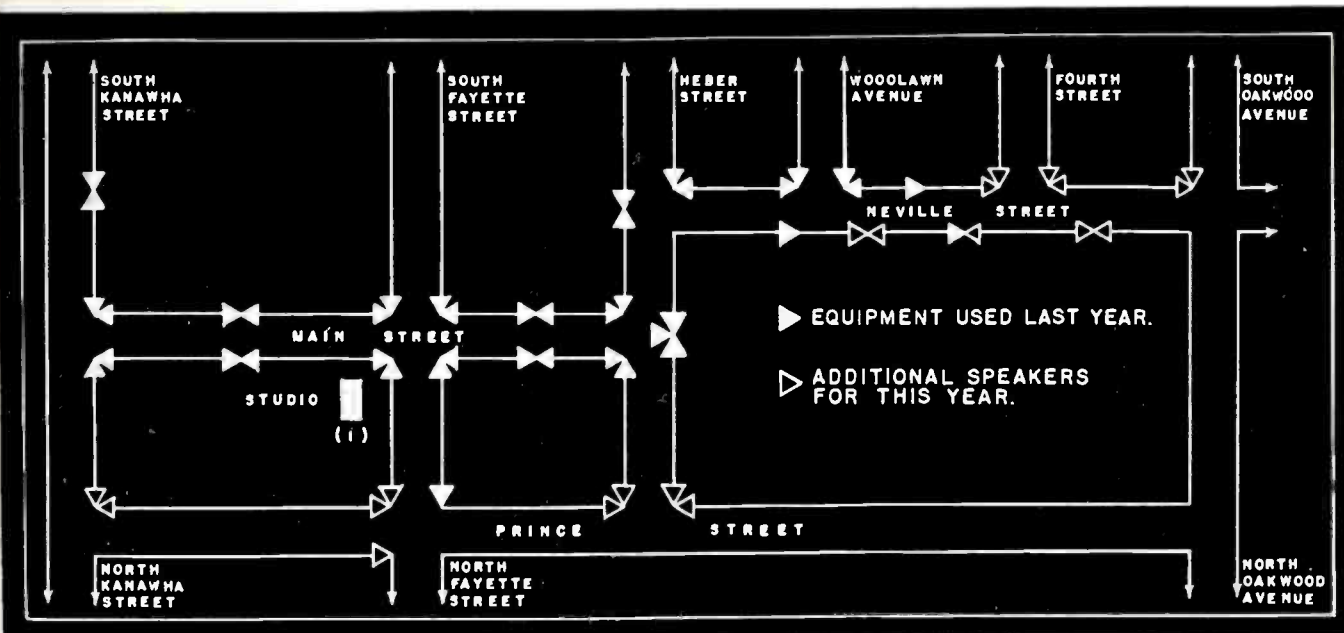 SOUTH
KANAWHA
STREET
SOUTH
FAYETTE
STREET
HEBER
STREET
WOODLAWN
AVENUE
FOURTH
STREET
SOUTH
OAKWOOD
AVENUE
NEVILLE STREET
MAIN STREET
EQUIPMENT USED LAST YEAR.
ADDITIONAL SPEAKERS
FOR THIS YEAR.
STUDIO
(1)
PRINCE STREET
NORTH
KANAWHA
STREET
NORTH
FAYETTE
STREET
NORTH
OAKWOOD
AVENUE